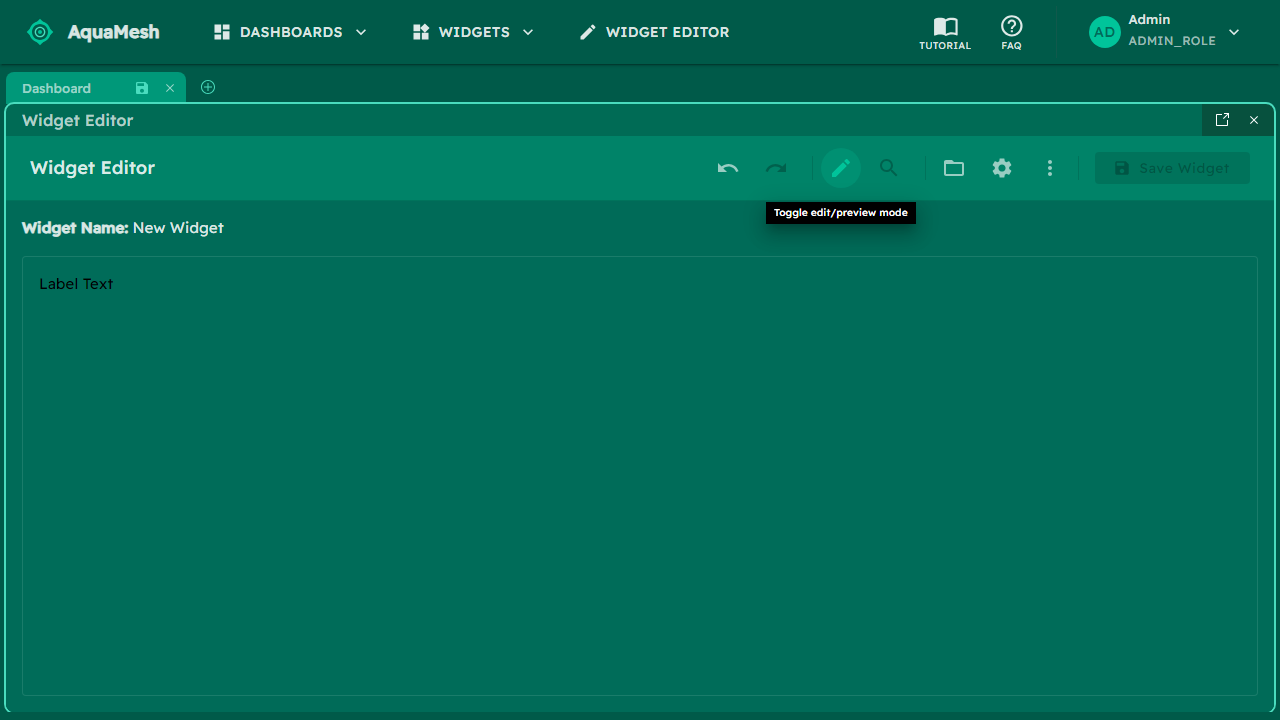 AquaMesh
DASHBOARDS
WIDGETS
WIDGET EDITOR
TUTORIAL
FAQ
AD
Admin
ADMIN_ROLE
Dashboard
Widget Editor
Widget Editor
Save Widget
Toggle edit/preview mode
Widget Name: New Widget
Label Text